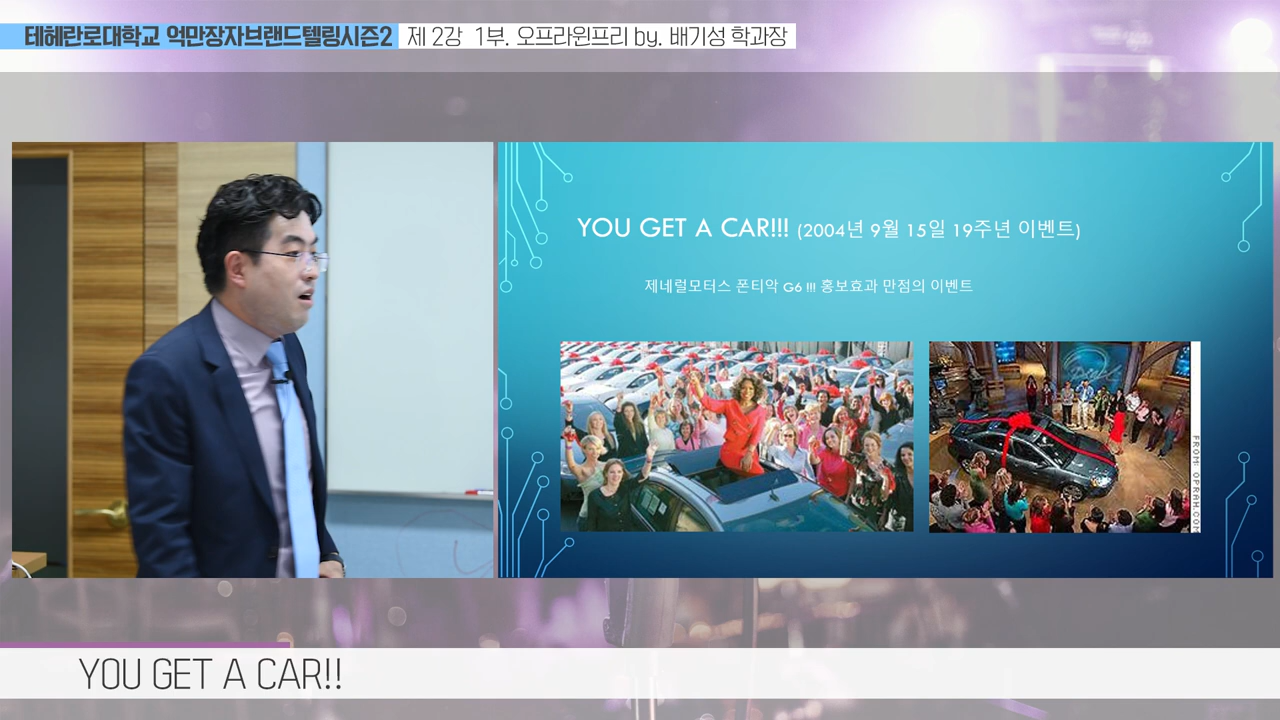 테헤란로대학교 억만장자브랜드텔링시즌2 제 2강 1부. 오프라윈프리 by. 배기성 학과장
YOU GET A CAR!!! (2004년 9월 15일 19주년 이벤트)
제네럴모터스 폰티악 G6 !!! 홍보효과 만점의 이벤트
FROM: OPRAH.COM
YOU GET A CAR!!